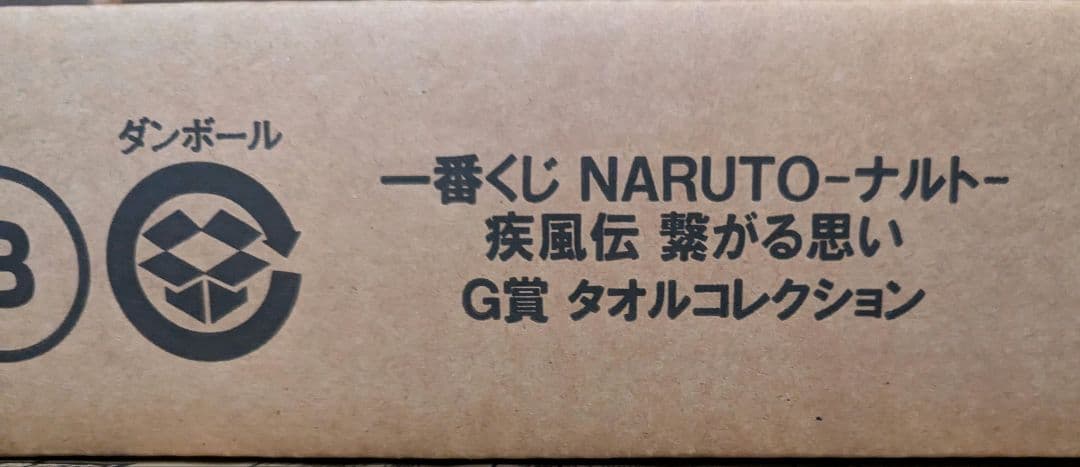 ダンボール
一番くじ NARUTO-ナルト-
疾風伝 繋がる思い
G賞 タオルコレクション